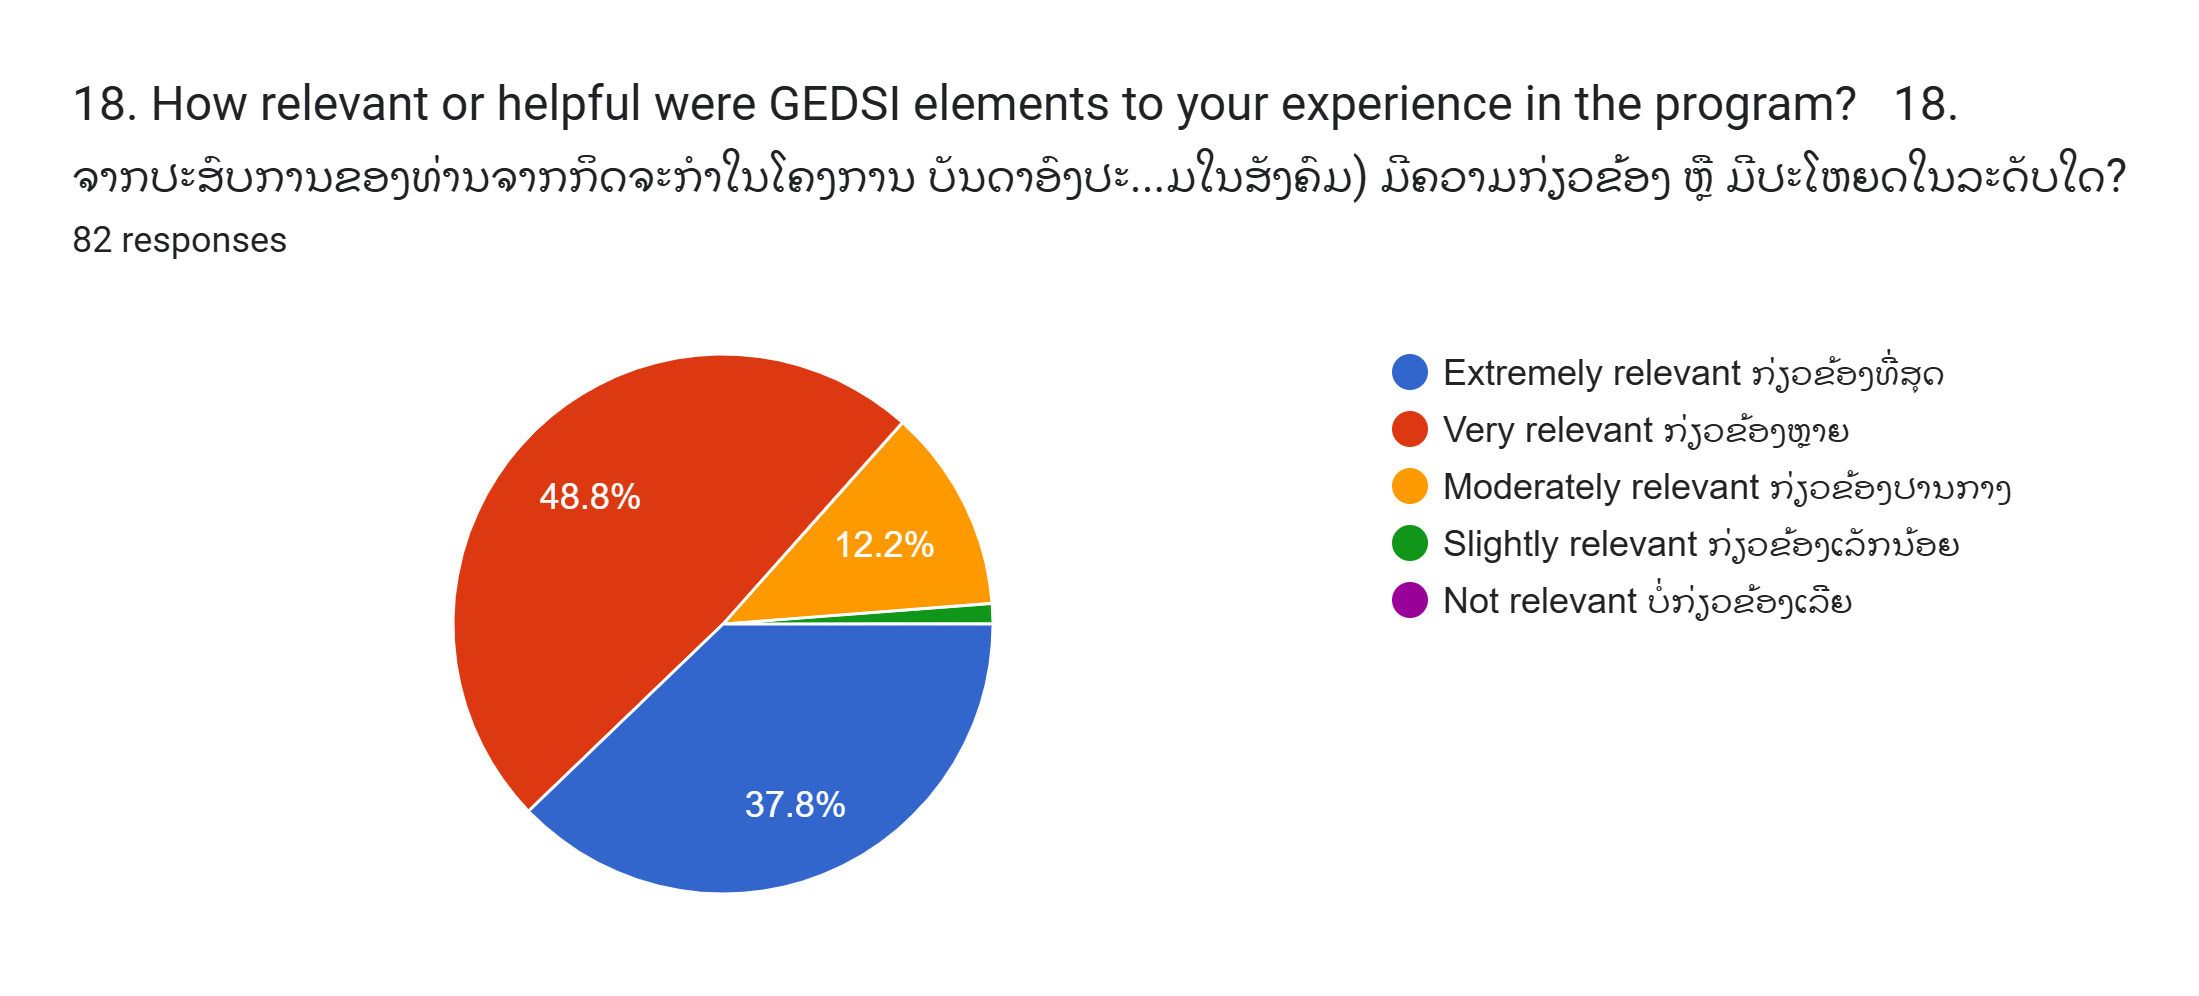 18. How relevant or helpful were GEDSI elements to your experience in the program? 18.
ຈາກປະສົບການຂອງທ່ານຈາກກິດຈະກຳໃນໂຄງການ ບັນດາອົງປະ...ມໃນສັງຄົມ) ມີຄວາມກ່ຽວຂ້ອງ ຫຼື ມີປະໂຫຍດໃນລະດັບໃດ?
82 responses
48.8%
12.2%
37.8%
Extremely relevant ກ່ຽວຂ້ອງທີ່ສຸດ
Very relevant ກ່ຽວຂ້ອງຫຼາຍ
Moderately relevant ກ່ຽວຂ້ອງປານກາງ
Slightly relevant ກ່ຽວຂ້ອງເລັກນ້ອຍ
Not relevant ບໍ່ກ່ຽວຂ້ອງເລີຍ